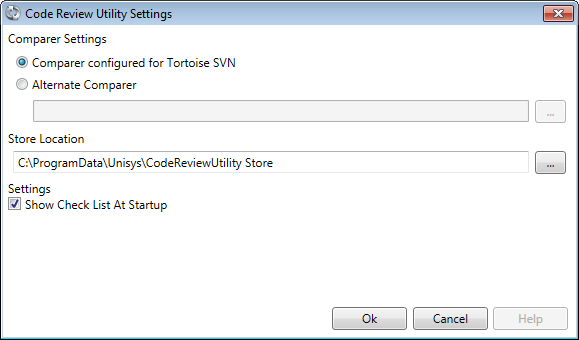 Code Review Utility Settings
Comparer Settings
Comparer configured for Tortoise SVN
Alternate Comparer
...
Store Location
C:\ProgramData\Unisys\CodeReviewUtility Store
...
Settings
Show Check List At Startup
Ok Cancel Help